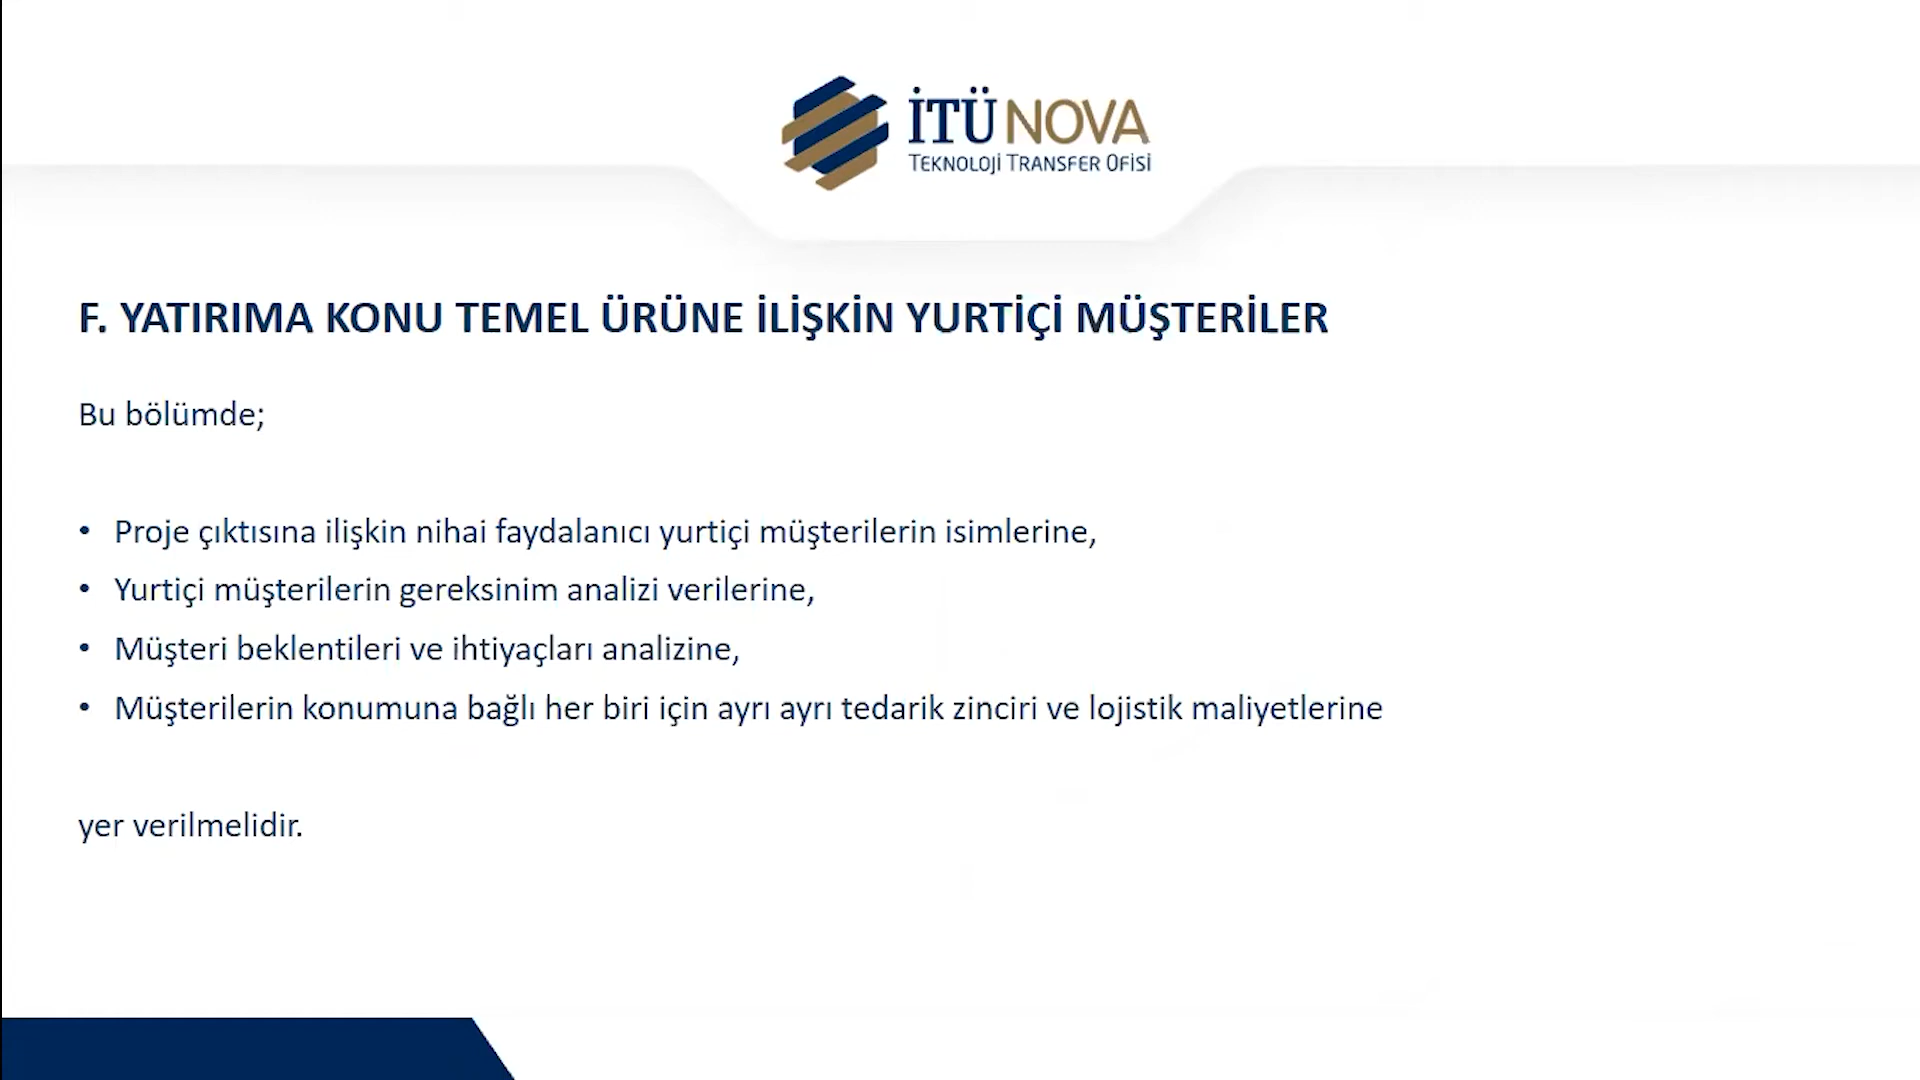 İTÜ NOVA
TEKNOLOJİ TRANSFER OFİSİ
F. YATIRIMA KONU TEMEL ÜRÜNE İLİŞKİN YURTİÇİ MÜŞTERİLER
Bu bölümde;
• Proje çıktısına ilişkin nihai faydalanıcı yurtiçi müşterilerin isimlerine,
• Yurtiçi müşterilerin gereksinim analizi verilerine,
• Müşteri beklentileri ve ihtiyaçları analizine,
• Müşterilerin konumuna bağlı her biri için ayrı ayrı tedarik zinciri ve lojistik maliyetlerine
yer verilmelidir.